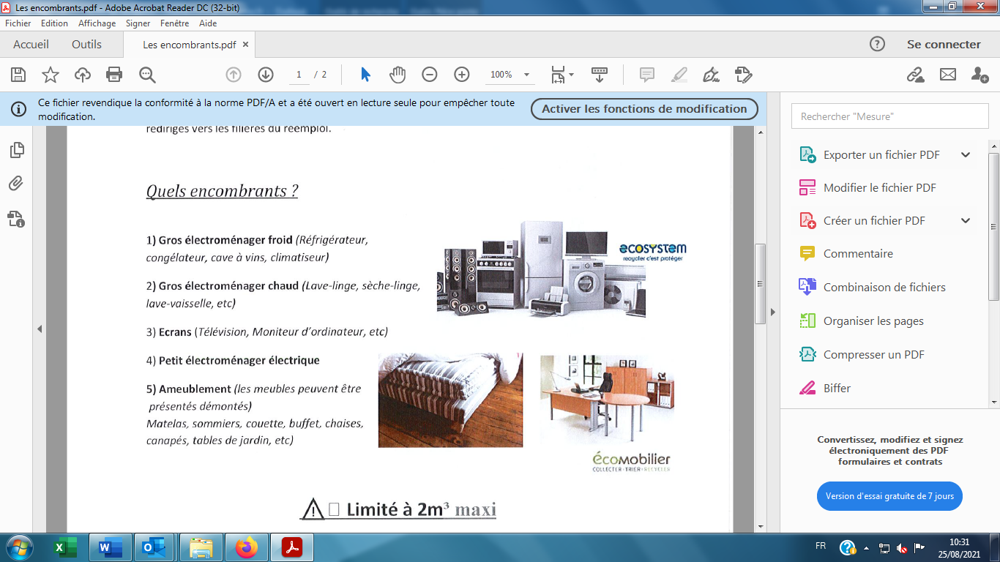 Les encombrants.pdf - Adobe Acrobat Reader DC (32-bit)
Fichier Edition Affichage Signer Fenêtre Aide
Accueil Outils Les encombrants.pdf × Se connecter
1 / 2 100%
Ce fichier revendique la conformité à la norme PDF/A et a été ouvert en lecture seule pour empêcher toute
modification.
Activer les fonctions de modification
redirigés vers les filières du réemploi.
Quels encombrants ?
1) Gros électroménager froid (Réfrigérateur,
congélateur, cave à vins, climatiseur)
2) Gros électroménager chaud (Lave-linge, sèche-linge,
lave-vaisselle, etc)
3) Ecrans (Télévision, Moniteur d'ordinateur, etc)
4) Petit électroménager électrique
5) Ameublement (les meubles peuvent être
présentés démontés)
Matelas, sommiers, couette, buffet, chaises,
canapés, tables de jardin, etc)
ecosystem
recycler c'est protéger
écomobilier
COLLECTER · TRIER · RECYCLER
Limité à 2m³ maxi
Rechercher "Mesure"
Exporter un fichier PDF
Modifier le fichier PDF
Créer un fichier PDF
Commentaire
Combinaison de fichiers
Organiser les pages
Compresser un PDF
Biffer
Convertissez, modifiez et signez
électroniquement des PDF
formulaires et contrats
Version d'essai gratuite de 7 jours
FR
10:31
25/08/2021